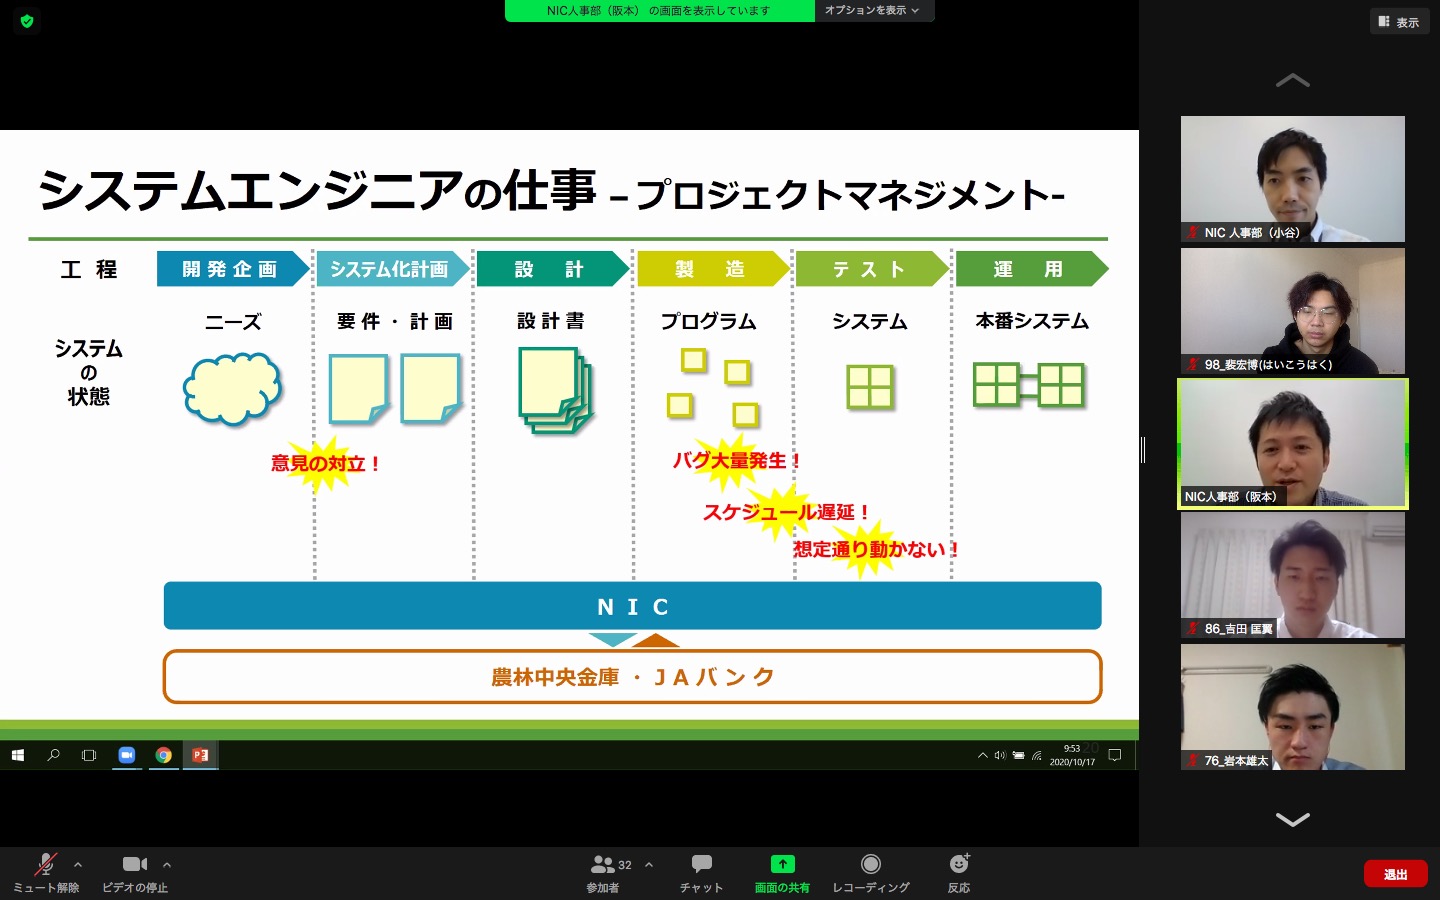 NIC人事部（阪本） の画面を表示しています
オプションを表示
表示
システムエンジニアの仕事 –プロジェクトマネジメント-
工 程
開発企画
システム化計画
設 計
製 造
テスト
運 用
システム
の
状態
ニーズ
要件・計画
設計書
プログラム
システム
本番システム
意見の対立！
バグ大量発生！
スケジュール遅延！
想定通り動かない！
ＮＩＣ
農林中央金庫 ・ ＪＡバンク
9:53
20
2020/10/17
NIC 人事部（小谷）
98_裴宏博(はいこうはく)
NIC人事部（阪本）
86_吉田 匡翼
76_岩本雄太
ミュート解除
ビデオの停止
32
参加者
チャット
画面の共有
レコーディング
反応
退出